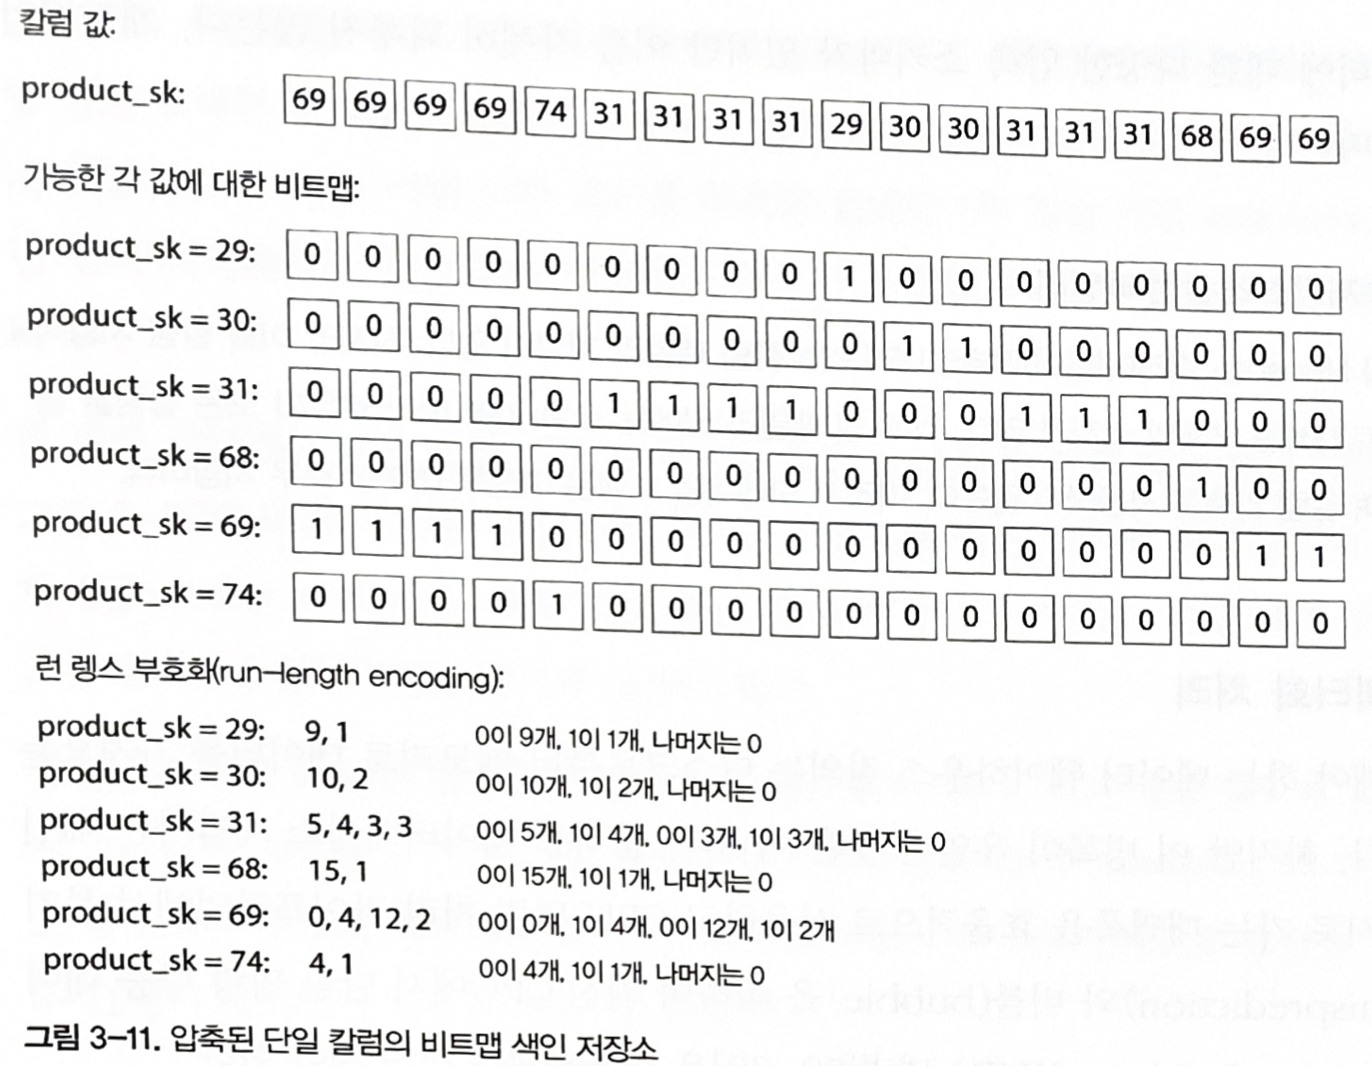 칼럼 값:
product_sk: 69 69 69 69 74 31 31 31 31 29 30 30 31 31 31 68 69 69
가능한 각 값에 대한 비트맵:
product_sk = 29: 0 0 0 0 0 0 0 0 0 1 0 0 0 0 0 0 0 0
product_sk = 30: 0 0 0 0 0 0 0 0 0 0 1 1 0 0 0 0 0 0
product_sk = 31: 0 0 0 0 0 1 1 1 1 0 0 0 1 1 1 0 0 0
product_sk = 68: 0 0 0 0 0 0 0 0 0 0 0 0 0 0 0 1 0 0
product_sk = 69: 1 1 1 1 0 0 0 0 0 0 0 0 0 0 0 0 1 1
product_sk = 74: 0 0 0 0 1 0 0 0 0 0 0 0 0 0 0 0 0 0
런 렝스 부호화(run-length encoding):
product_sk = 29: 9, 1 0이 9개, 1이 1개, 나머지는 0
product_sk = 30: 10, 2 0이 10개, 1이 2개, 나머지는 0
product_sk = 31: 5, 4, 3, 3 0이 5개, 1이 4개, 0이 3개, 1이 3개, 나머지는 0
product_sk = 68: 15, 1 0이 15개, 1이 1개, 나머지는 0
product_sk = 69: 0, 4, 12, 2 0이 0개, 1이 4개, 0이 12개, 1이 2개
product_sk = 74: 4, 1 0이 4개, 1이 1개, 나머지는 0
그림 3-11. 압축된 단일 칼럼의 비트맵 색인 저장소